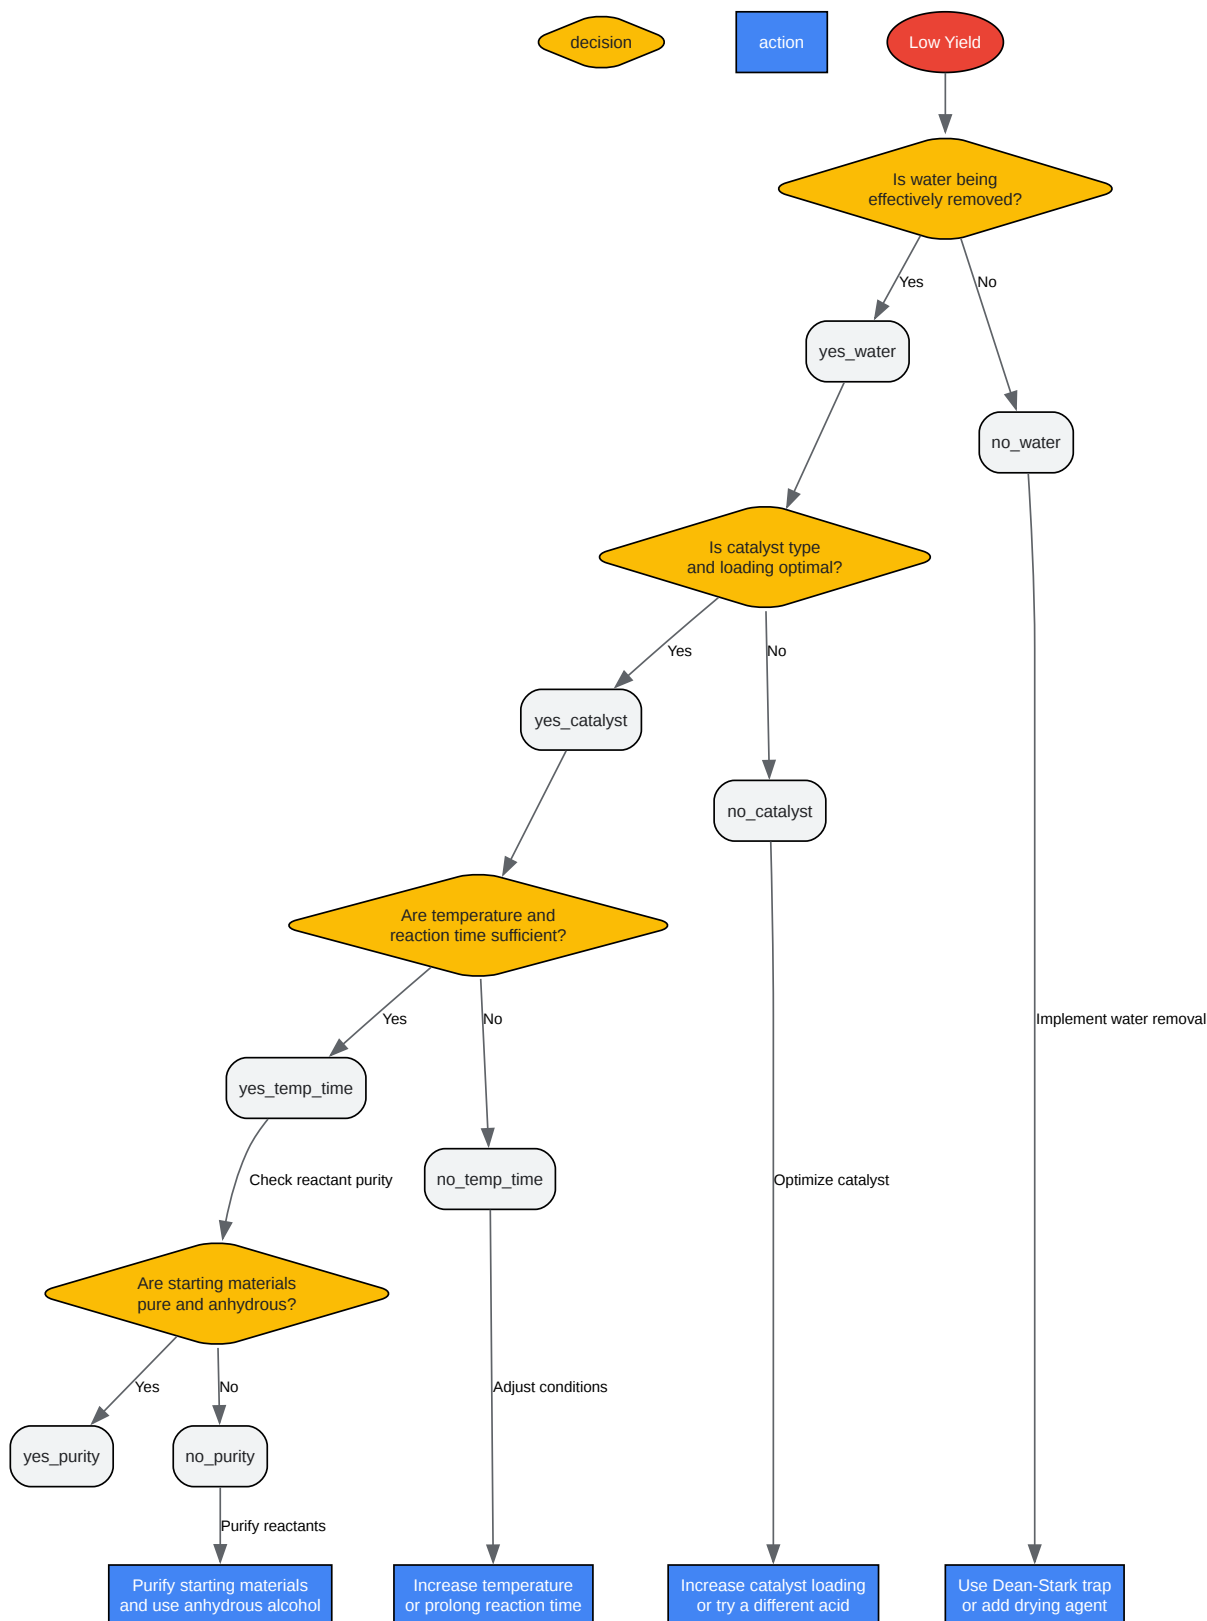 decision
action
Low Yield
Is water being
effectively removed?
Yes
No
yes_water
no_water
Is catalyst type
and loading optimal?
Yes
No
yes_catalyst
no_catalyst
Are temperature and
reaction time sufficient?
Yes
No
Implement water removal
yes_temp_time
no_temp_time
Check reactant purity
Optimize catalyst
Are starting materials
pure and anhydrous?
Yes
No
Adjust conditions
yes_purity
no_purity
Purify reactants
Purify starting materials
and use anhydrous alcohol
Increase temperature
or prolong reaction time
Increase catalyst loading
or try a different acid
Use Dean-Stark trap
or add drying agent